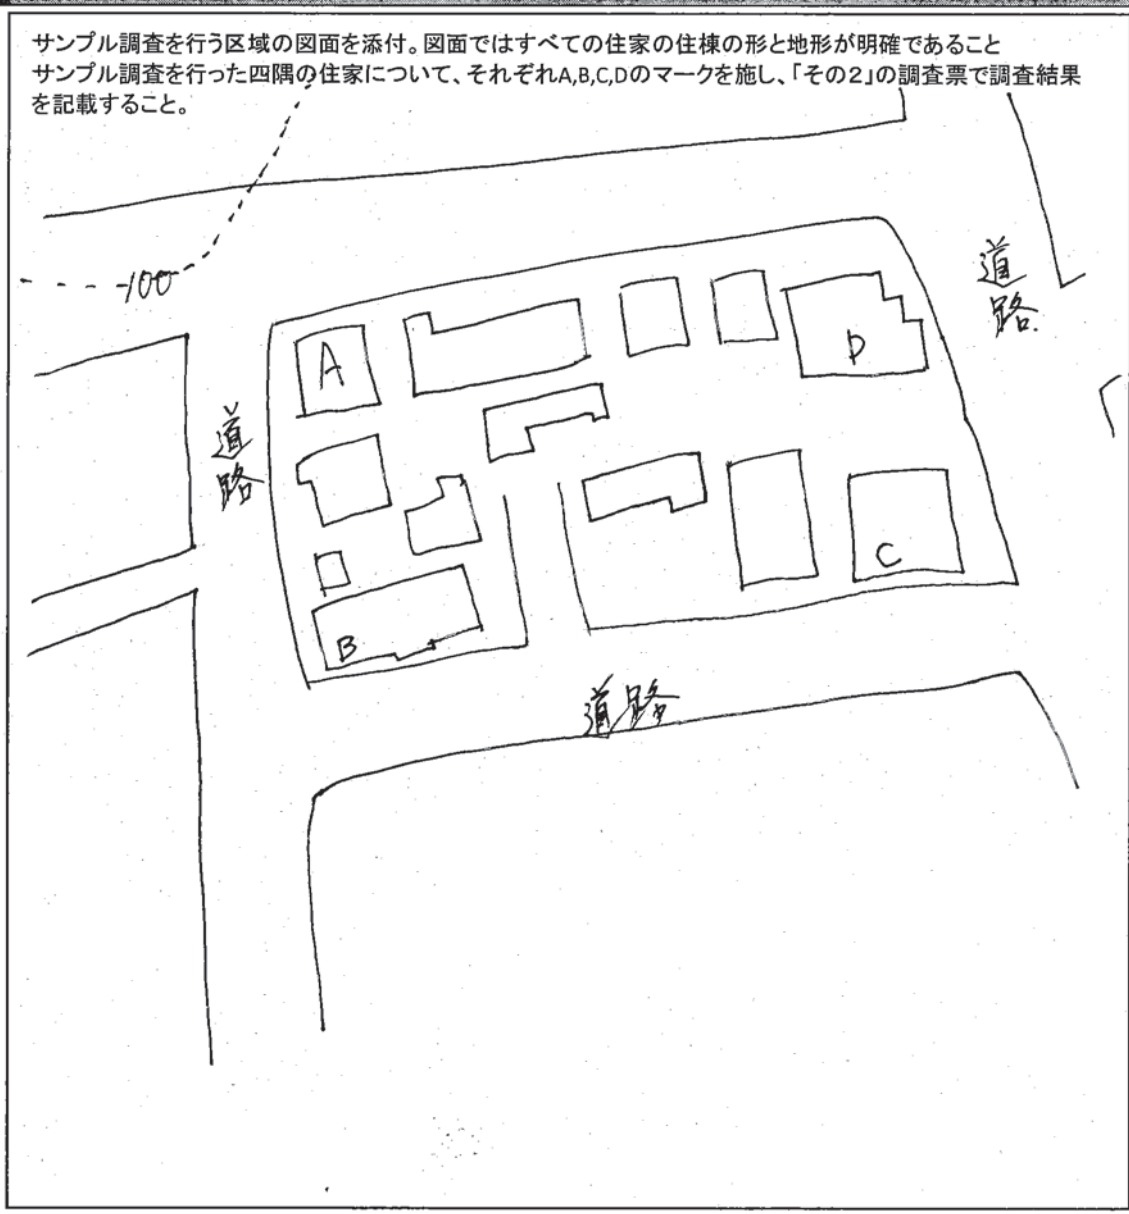 サンプル調査を行う区域の図面を添付。図面ではすべての住家の住棟の形と地形が明確であること
サンプル調査を行った四隅の住家について、それぞれA,B,C,Dのマークを施し、「その2」の調査票で調査結果
を記載すること。
道路
100
A
D
道路
C
B
道路